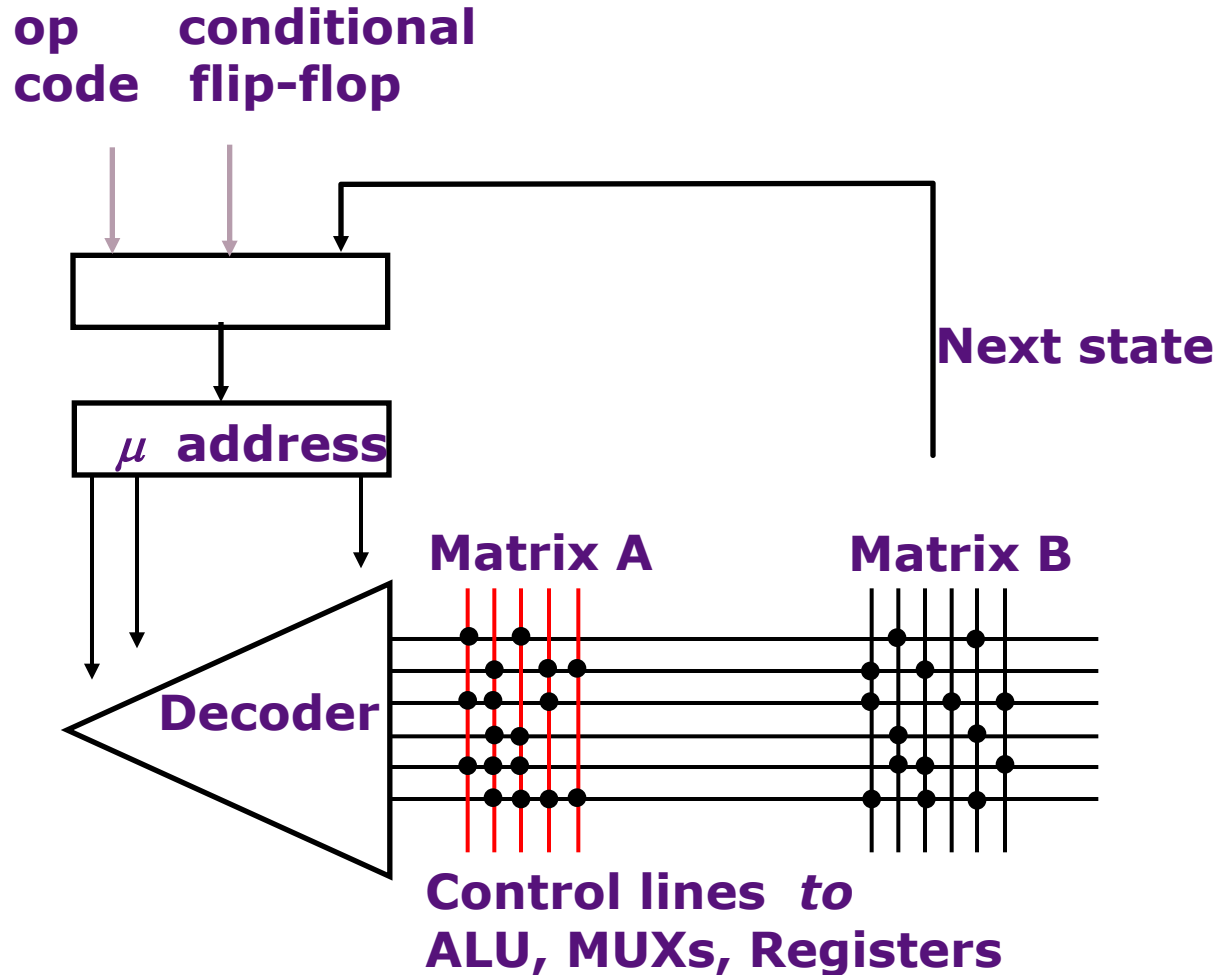 op conditional
code flip-flop
Next state
μ address
Matrix A Matrix B
Decoder
Control lines to
ALU, MUXs, Registers